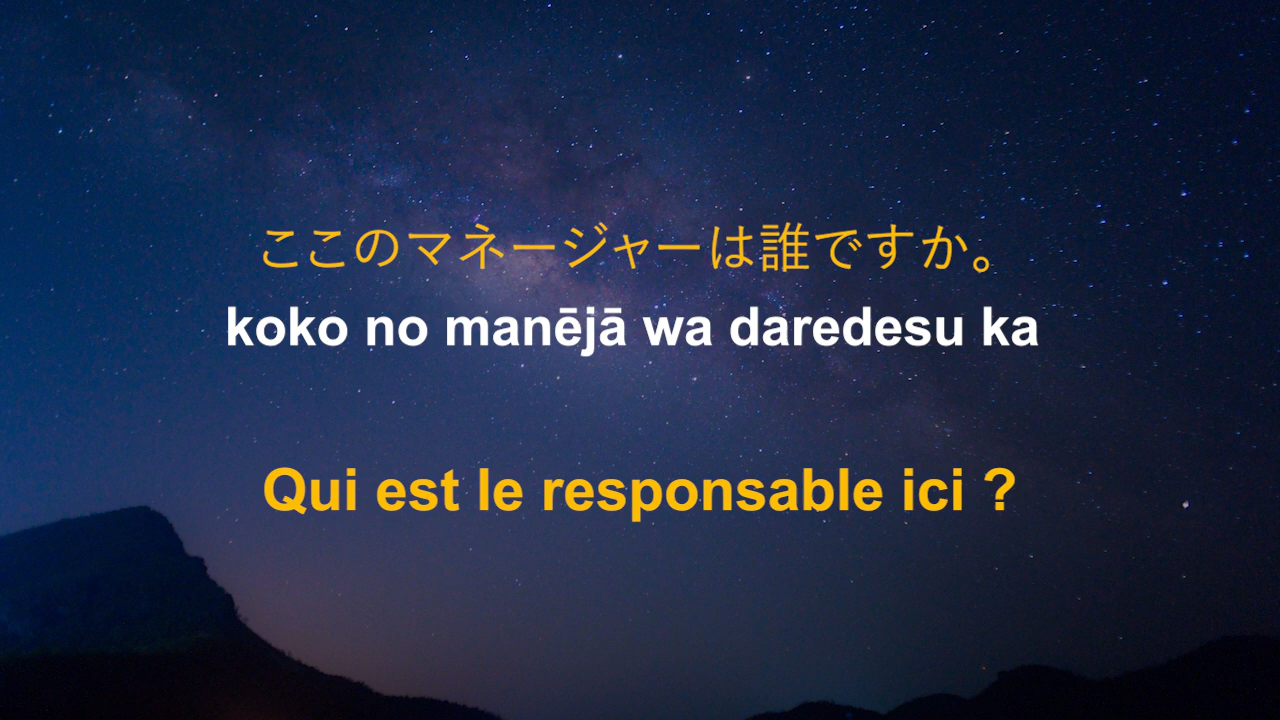 ここのマネージャーは誰ですか。
koko no manējā wa daredesu ka
Qui est le responsable ici ?